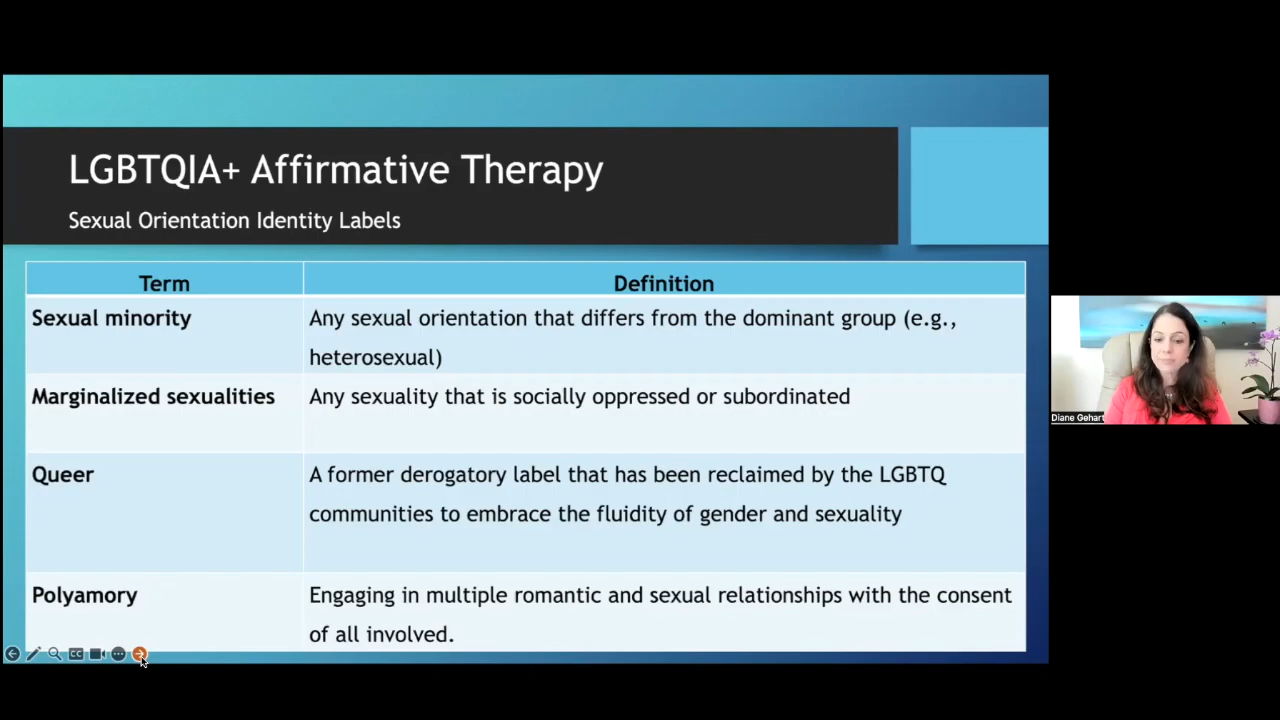 LGBTQIA+ Affirmative Therapy
Sexual Orientation Identity Labels
Term
Definition
Sexual minority
Any sexual orientation that differs from the dominant group (e.g.,
heterosexual)
Marginalized sexualities
Any sexuality that is socially oppressed or subordinated
Queer
A former derogatory label that has been reclaimed by the LGBTQ
communities to embrace the fluidity of gender and sexuality
Polyamory
Engaging in multiple romantic and sexual relationships with the consent
of all involved.
CC
Diane Gehart